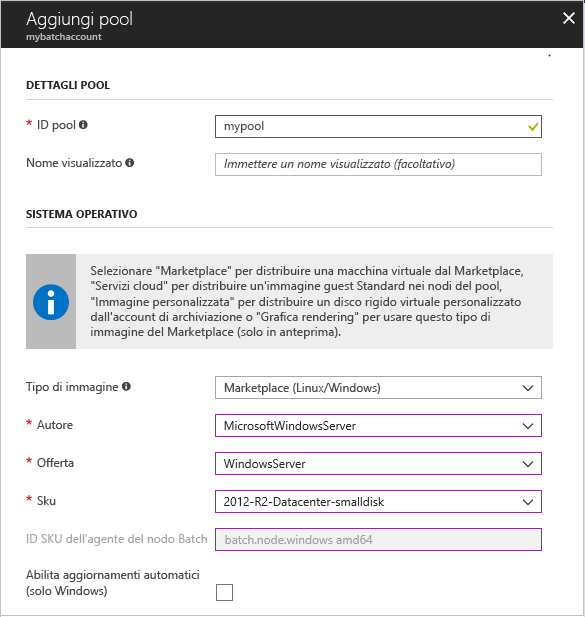 Aggiungi pool
mybatchaccount
DETTAGLI POOL
* ID pool
mypool
Nome visualizzato
Immettere un nome visualizzato (facoltativo)
SISTEMA OPERATIVO
Selezionare "Marketplace" per distribuire una macchina virtuale dal Marketplace,
"Servizi cloud" per distribuire un'immagine guest Standard nei nodi del pool,
"Immagine personalizzata" per distribuire un disco rigido virtuale personalizzato
dall'account di archiviazione o "Grafica rendering" per usare questo tipo di
immagine del Marketplace (solo in anteprima).
Tipo di immagine
Marketplace (Linux/Windows)
* Autore
MicrosoftWindowsServer
* Offerta
WindowsServer
* Sku
2012-R2-Datacenter-smalldisk
ID SKU dell'agente del nodo Batch
batch.node.windows amd64
Abilita aggiornamenti automatici
(solo Windows)